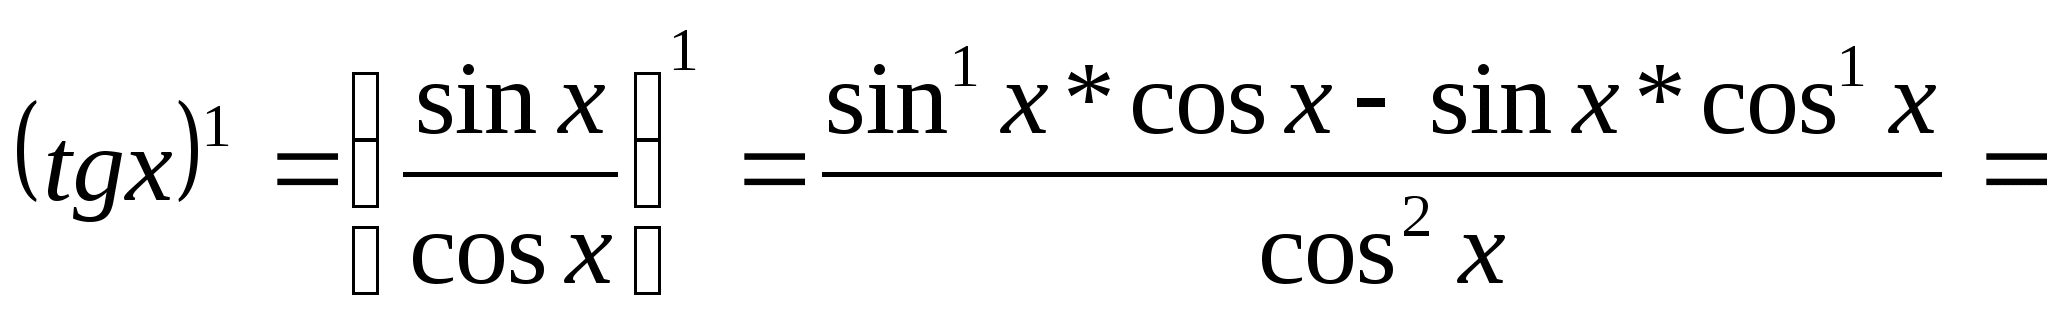 (tgx)¹ = (sin x / cos x)¹ = (sin¹ x * cos x - sin x * cos¹ x) / cos² x =